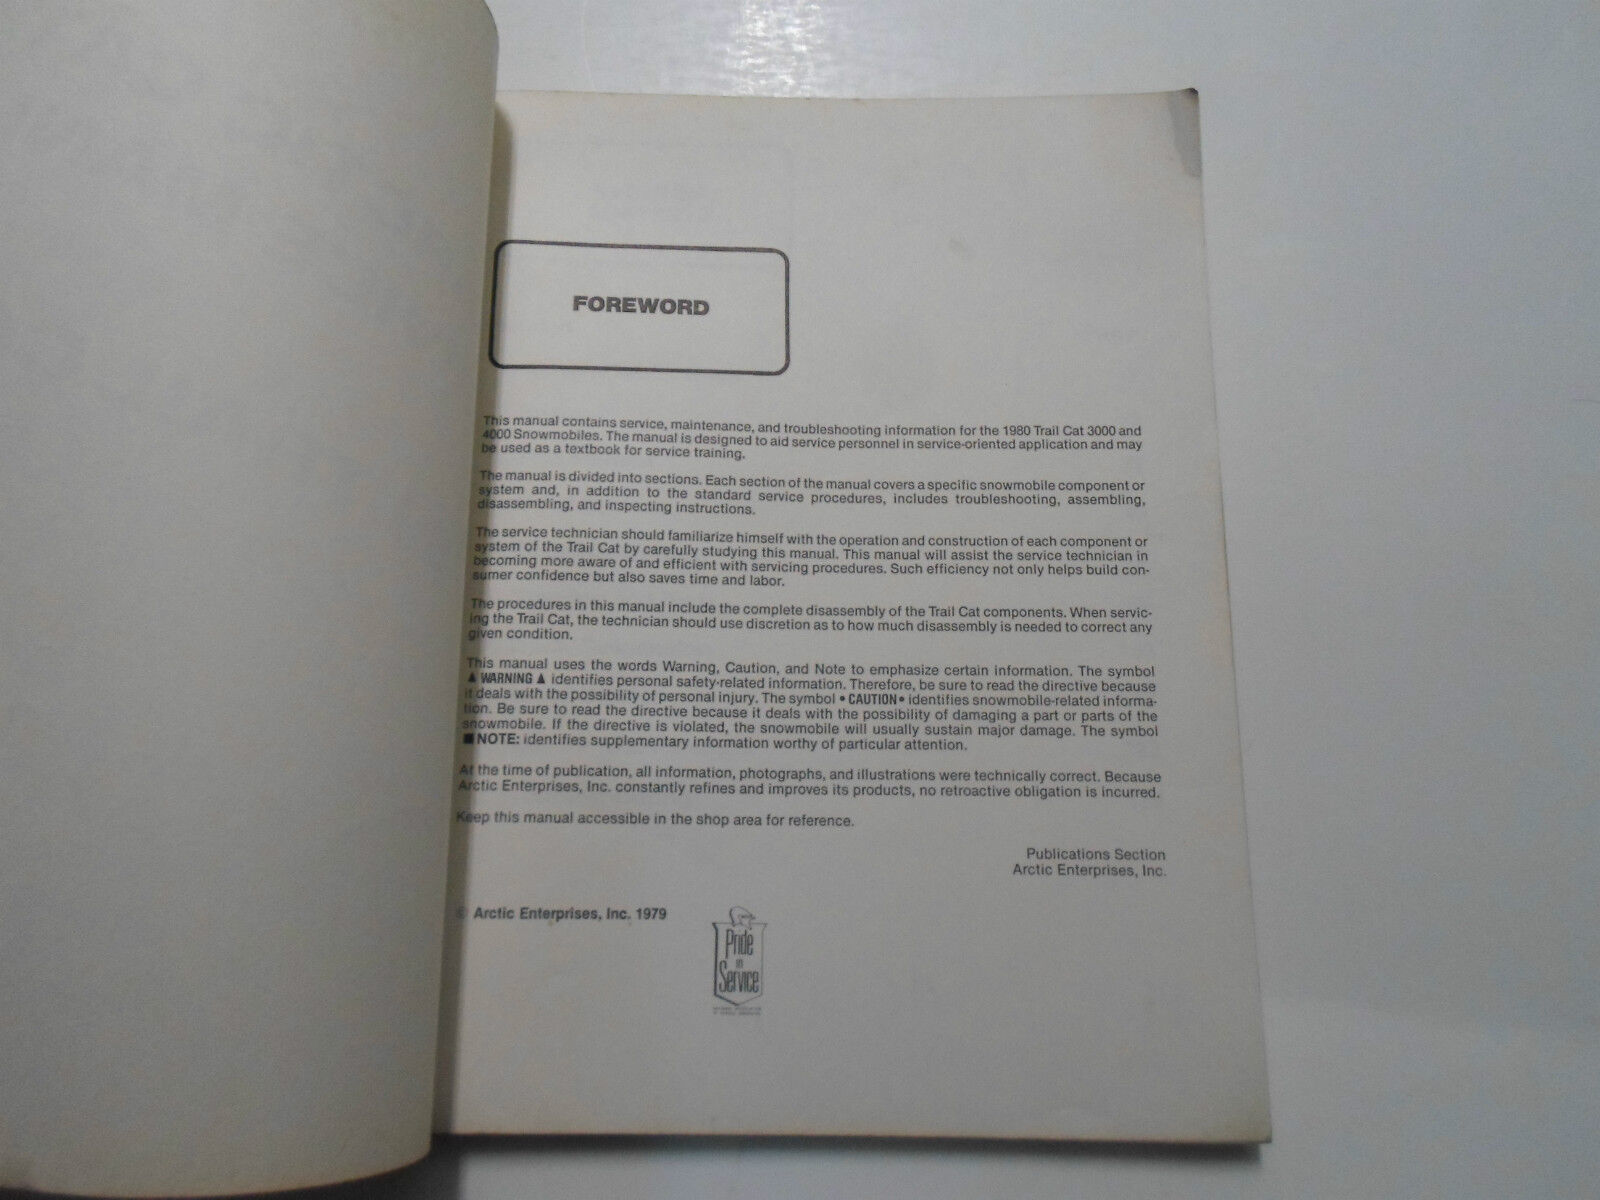 FOREWORD
This manual contains service, maintenance, and troubleshooting information for the 1980 Trail Cat 3000 and
4000 Snowmobiles. The manual is designed to aid service personnel in service-oriented application and may
be used as a textbook for service training.
The manual is divided into sections. Each section of the manual covers a specific snowmobile component or
system and, in addition to the standard service procedures, includes troubleshooting, assembling,
disassembling, and inspecting instructions.
The service technician should familiarize himself with the operation and construction of each component or
system of the Trail Cat by carefully studying this manual. This manual will assist the service technician in
becoming more aware of and efficient with servicing procedures. Such efficiency not only helps build con-
sumer confidence but also saves time and labor.
The procedures in this manual include the complete disassembly of the Trail Cat components. When servic-
ing the Trail Cat, the technician should use discretion as to how much disassembly is needed to correct any
given condition.
This manual uses the words Warning, Caution, and Note to emphasize certain information. The symbol
▲ WARNING ▲ identifies personal safety-related information. Therefore, be sure to read the directive because
it deals with the possibility of personal injury. The symbol • CAUTION • identifies snowmobile-related informa-
tion. Be sure to read the directive because it deals with the possibility of damaging a part or parts of the
snowmobile. If the directive is violated, the snowmobile will usually sustain major damage. The symbol
■ NOTE: identifies supplementary information worthy of particular attention.
At the time of publication, all information, photographs, and illustrations were technically correct. Because
Arctic Enterprises, Inc. constantly refines and improves its products, no retroactive obligation is incurred.
Keep this manual accessible in the shop area for reference.
Publications Section
Arctic Enterprises, Inc.
© Arctic Enterprises, Inc. 1979
Pride
in
Service